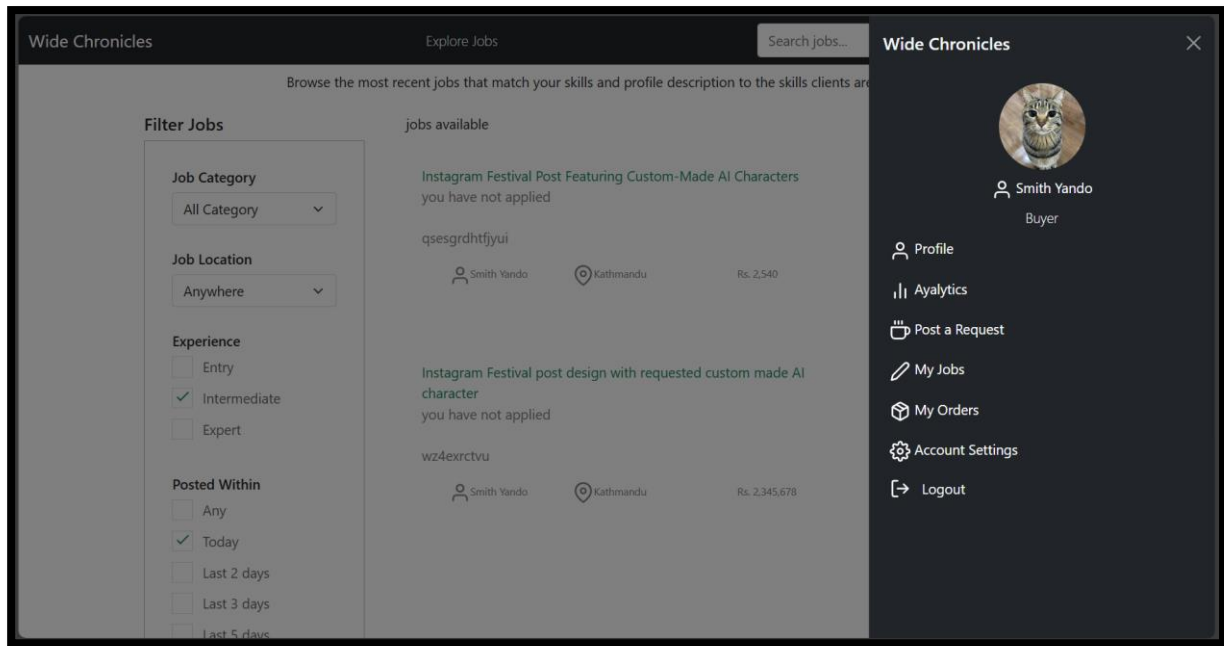 Wide Chronicles
Explore Jobs
Search jobs...
Browse the most recent jobs that match your skills and profile description to the skills clients are
Filter Jobs
Job Category
All Category
Job Location
Anywhere
Experience
Entry
Intermediate
Expert
Posted Within
Any
Today
Last 2 days
Last 3 days
Last 5 days
jobs available
Instagram Festival Post Featuring Custom-Made AI Characters
you have not applied
qsesgrdhtfjyui
Smith Yando Kathmandu Rs. 2,540
Instagram Festival post design with requested custom made AI
character
you have not applied
wz4exrctvu
Smith Yando Kathmandu Rs. 2,345,678
Wide Chronicles
Smith Yando
Buyer
Profile
Ayalytics
Post a Request
My Jobs
My Orders
Account Settings
Logout